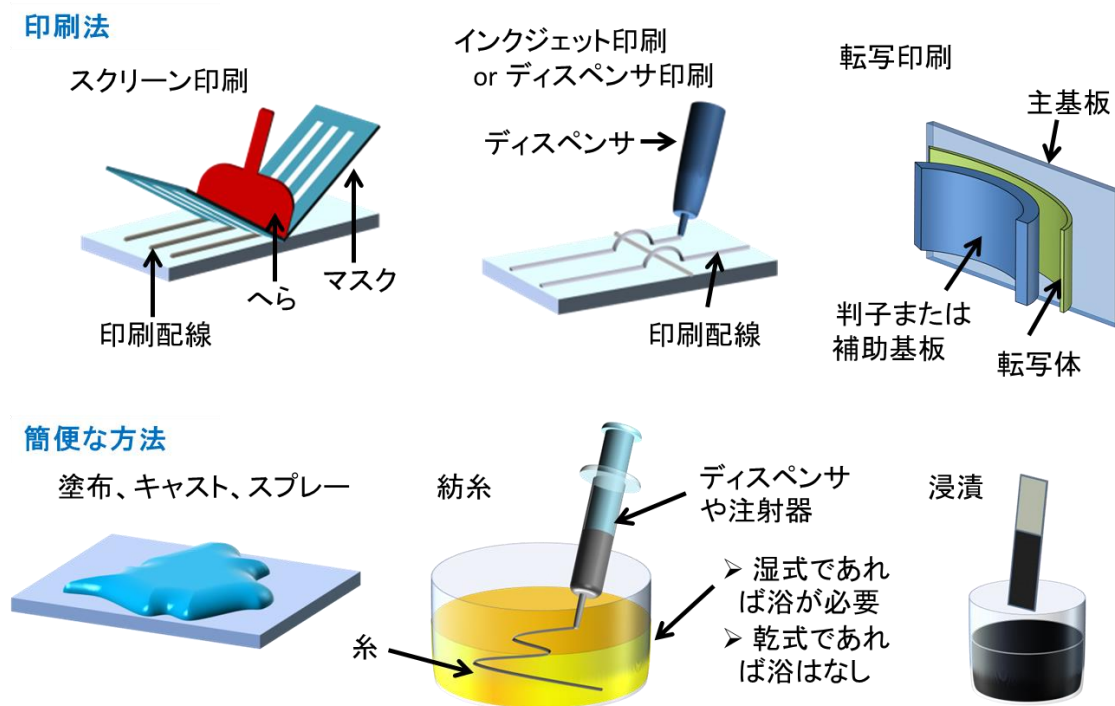 印刷法
スクリーン印刷
へら
マスク
印刷配線
インクジェット印刷
or ディスペンサ印刷
ディスペンサ
印刷配線
転写印刷
主基板
判子または
補助基板
転写体
簡便な方法
塗布、キャスト、スプレー
紡糸
ディスペンサ
や注射器
➢ 湿式であれ
ば浴が必要
➢ 乾式であれ
ば浴はなし
糸
浸漬